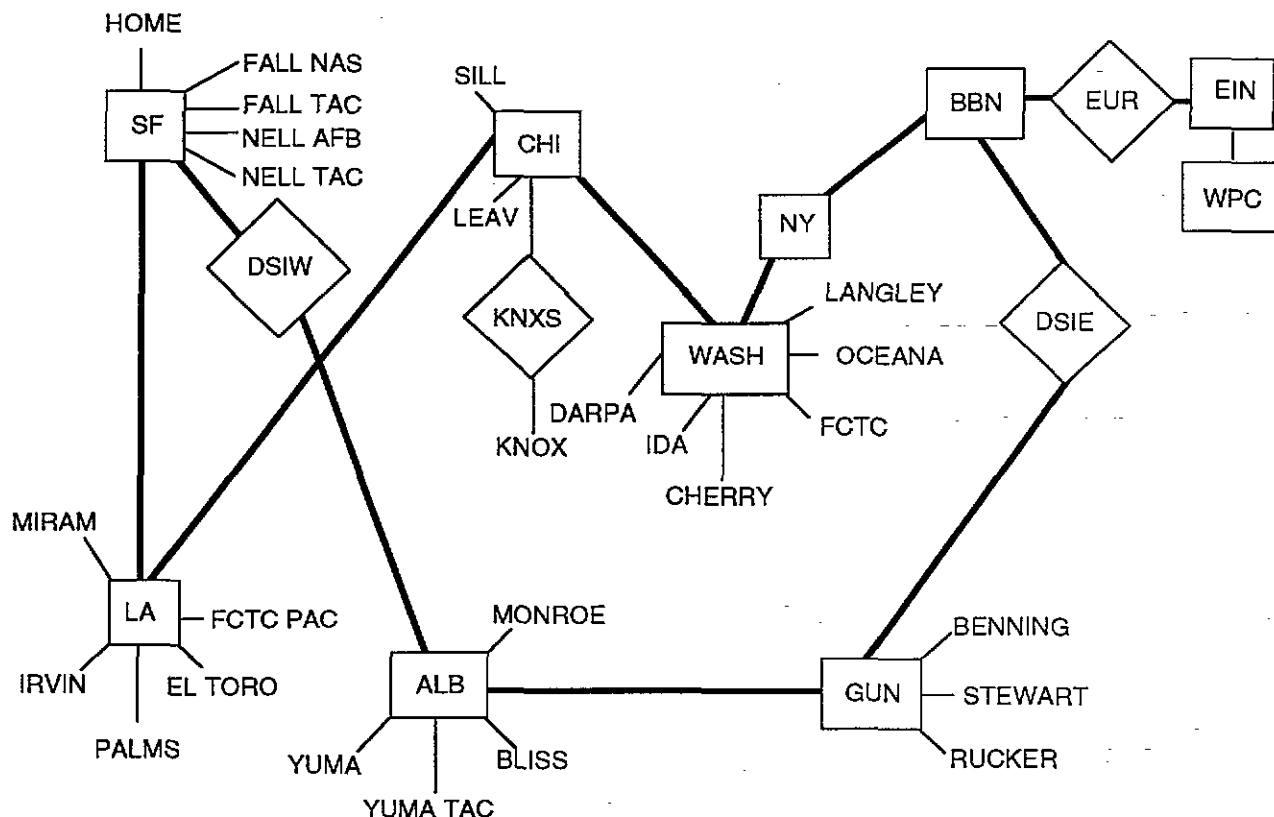 HOME
FALL NAS
FALL TAC
NELL AFB
NELL TAC
SF
SILL
CHI
LEAV
BBN
EUR
EIN
WPC
NY
DSIW
KNXS
KNOX
LANGLEY
WASH
OCEANA
DARPA
IDA
FCTC
CHERRY
DSIE
MIRAM
LA
FCTC PAC
IRVIN
EL TORO
PALMS
MONROE
ALB
YUMA
BLISS
YUMA TAC
BENNING
GUN
STEWART
RUCKER